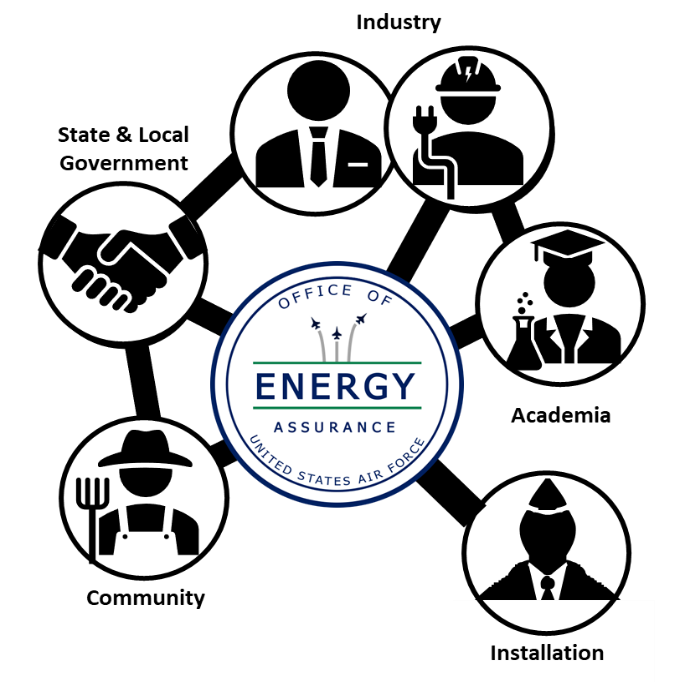 Industry
State & Local
Government
OFFICE OF
ENERGY
ASSURANCE
UNITED STATES AIR FORCE
Academia
Community
Installation